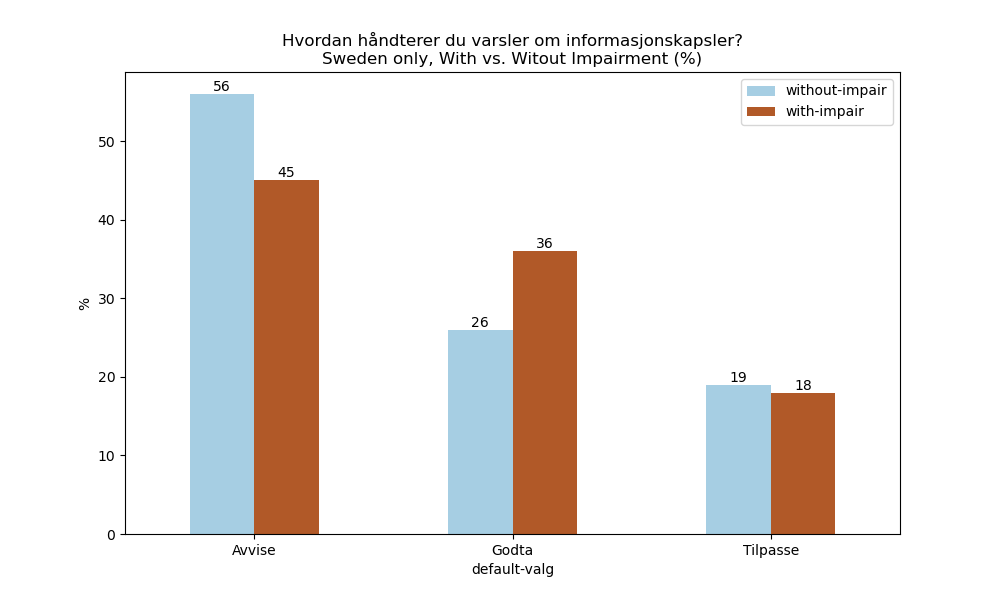 Hvordan håndterer du varsler om informasjonskapsler?
Sweden only, With vs. Witout Impairment (%)
without-impair
with-impair
56
45
36
26
19
18
%
50
40
30
20
10
0
Avvise
Godta
Tilpasse
default-valg